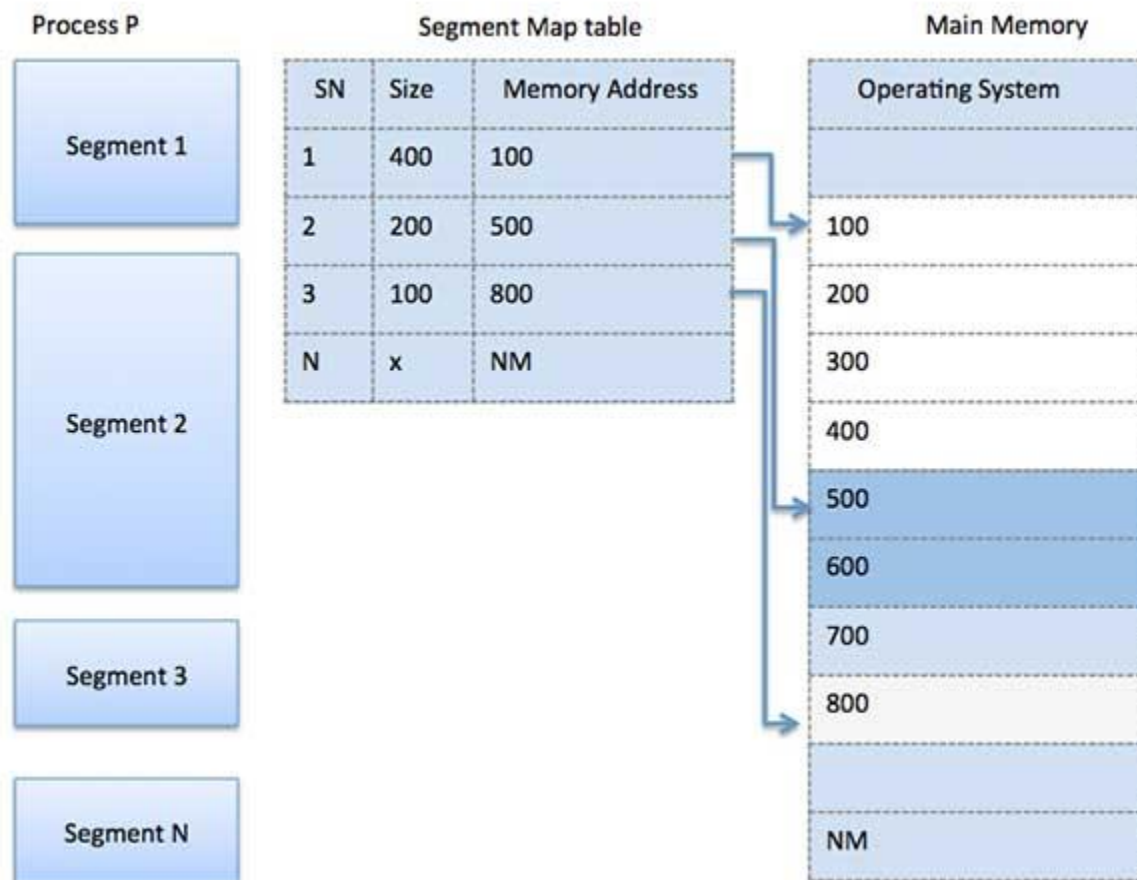 Process P
Segment 1
Segment 2
Segment 3
Segment N
Segment Map table
SN Size Memory Address
1 400 100
2 200 500
3 100 800
N x NM
Main Memory
Operating System
100
200
300
400
500
600
700
800
NM